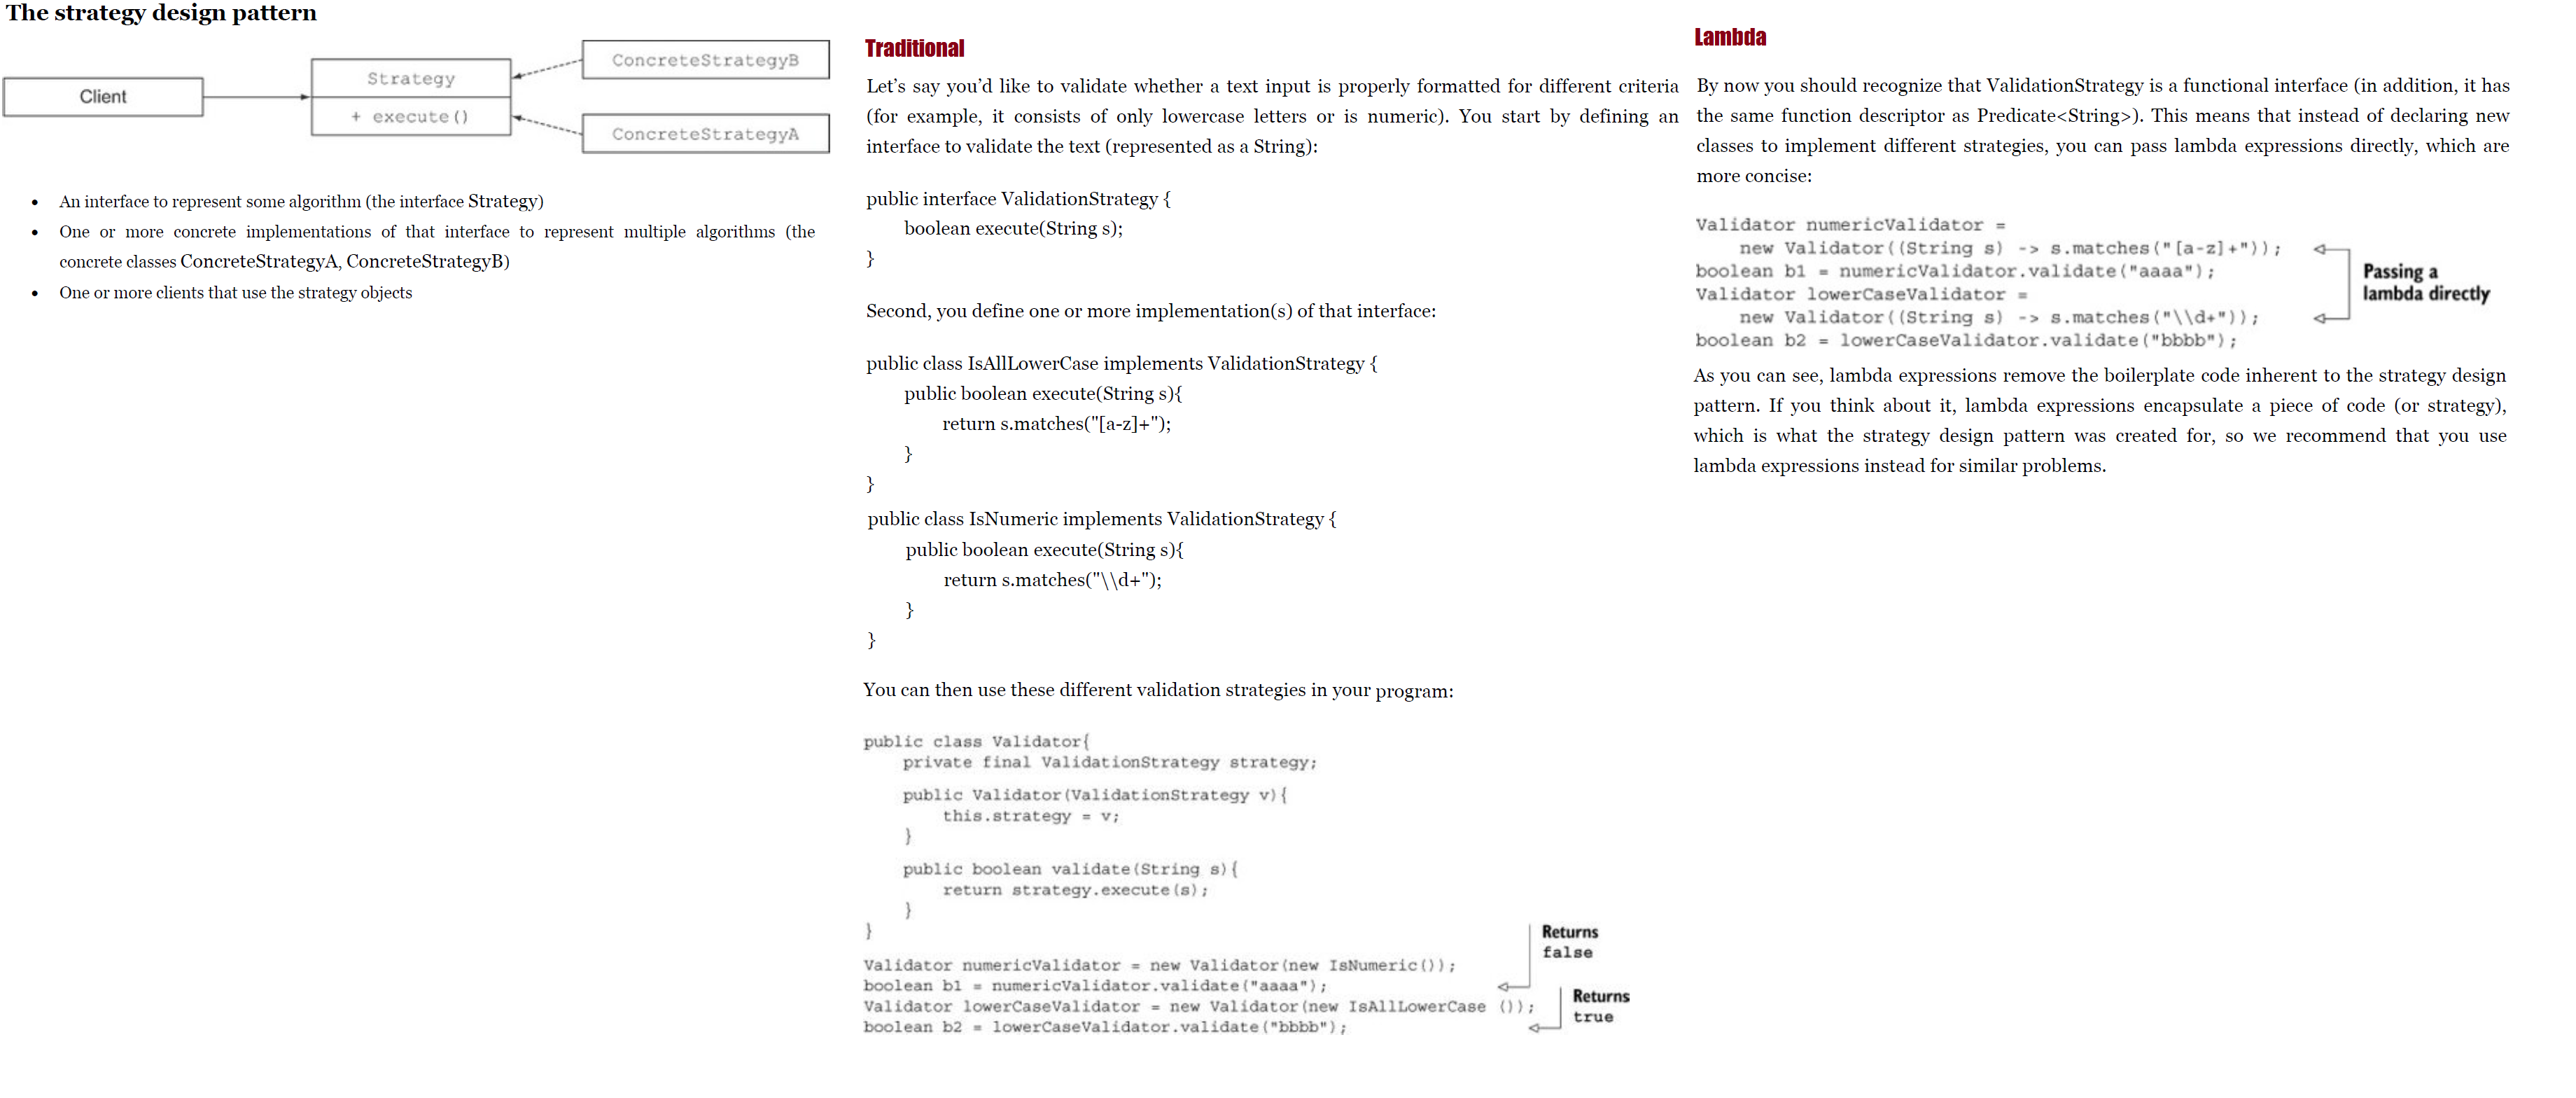 The strategy design pattern
Client
Strategy
+ execute()
ConcreteStrategyB
ConcreteStrategyA
• An interface to represent some algorithm (the interface Strategy)
• One or more concrete implementations of that interface to represent multiple algorithms (the
concrete classes ConcreteStrategyA, ConcreteStrategyB)
• One or more clients that use the strategy objects
Traditional
Let’s say you’d like to validate whether a text input is properly formatted for different criteria
(for example, it consists of only lowercase letters or is numeric). You start by defining an
interface to validate the text (represented as a String):
public interface ValidationStrategy {
boolean execute(String s);
}
Second, you define one or more implementation(s) of that interface:
public class IsAllLowerCase implements ValidationStrategy {
public boolean execute(String s){
return s.matches("[a-z]+");
}
}
public class IsNumeric implements ValidationStrategy {
public boolean execute(String s){
return s.matches("\\d+");
}
}
You can then use these different validation strategies in your program:
public class Validator{
private final ValidationStrategy strategy;
public Validator(ValidationStrategy v){
this.strategy = v;
}
public boolean validate(String s){
return strategy.execute(s);
}
}
Validator numericValidator = new Validator(new IsNumeric());
boolean b1 = numericValidator.validate("aaaa");
Validator lowerCaseValidator = new Validator(new IsAllLowerCase ());
boolean b2 = lowerCaseValidator.validate("bbbb");
Returns
false
Returns
true
Lambda
By now you should recognize that ValidationStrategy is a functional interface (in addition, it has
the same function descriptor as Predicate<String>). This means that instead of declaring new
classes to implement different strategies, you can pass lambda expressions directly, which are
more concise:
Validator numericValidator =
new Validator((String s) -> s.matches("[a-z]+"));
boolean b1 = numericValidator.validate("aaaa");
Validator lowerCaseValidator =
new Validator((String s) -> s.matches("\\d+"));
boolean b2 = lowerCaseValidator.validate("bbbb");
Passing a
lambda directly
As you can see, lambda expressions remove the boilerplate code inherent to the strategy design
pattern. If you think about it, lambda expressions encapsulate a piece of code (or strategy),
which is what the strategy design pattern was created for, so we recommend that you use
lambda expressions instead for similar problems.